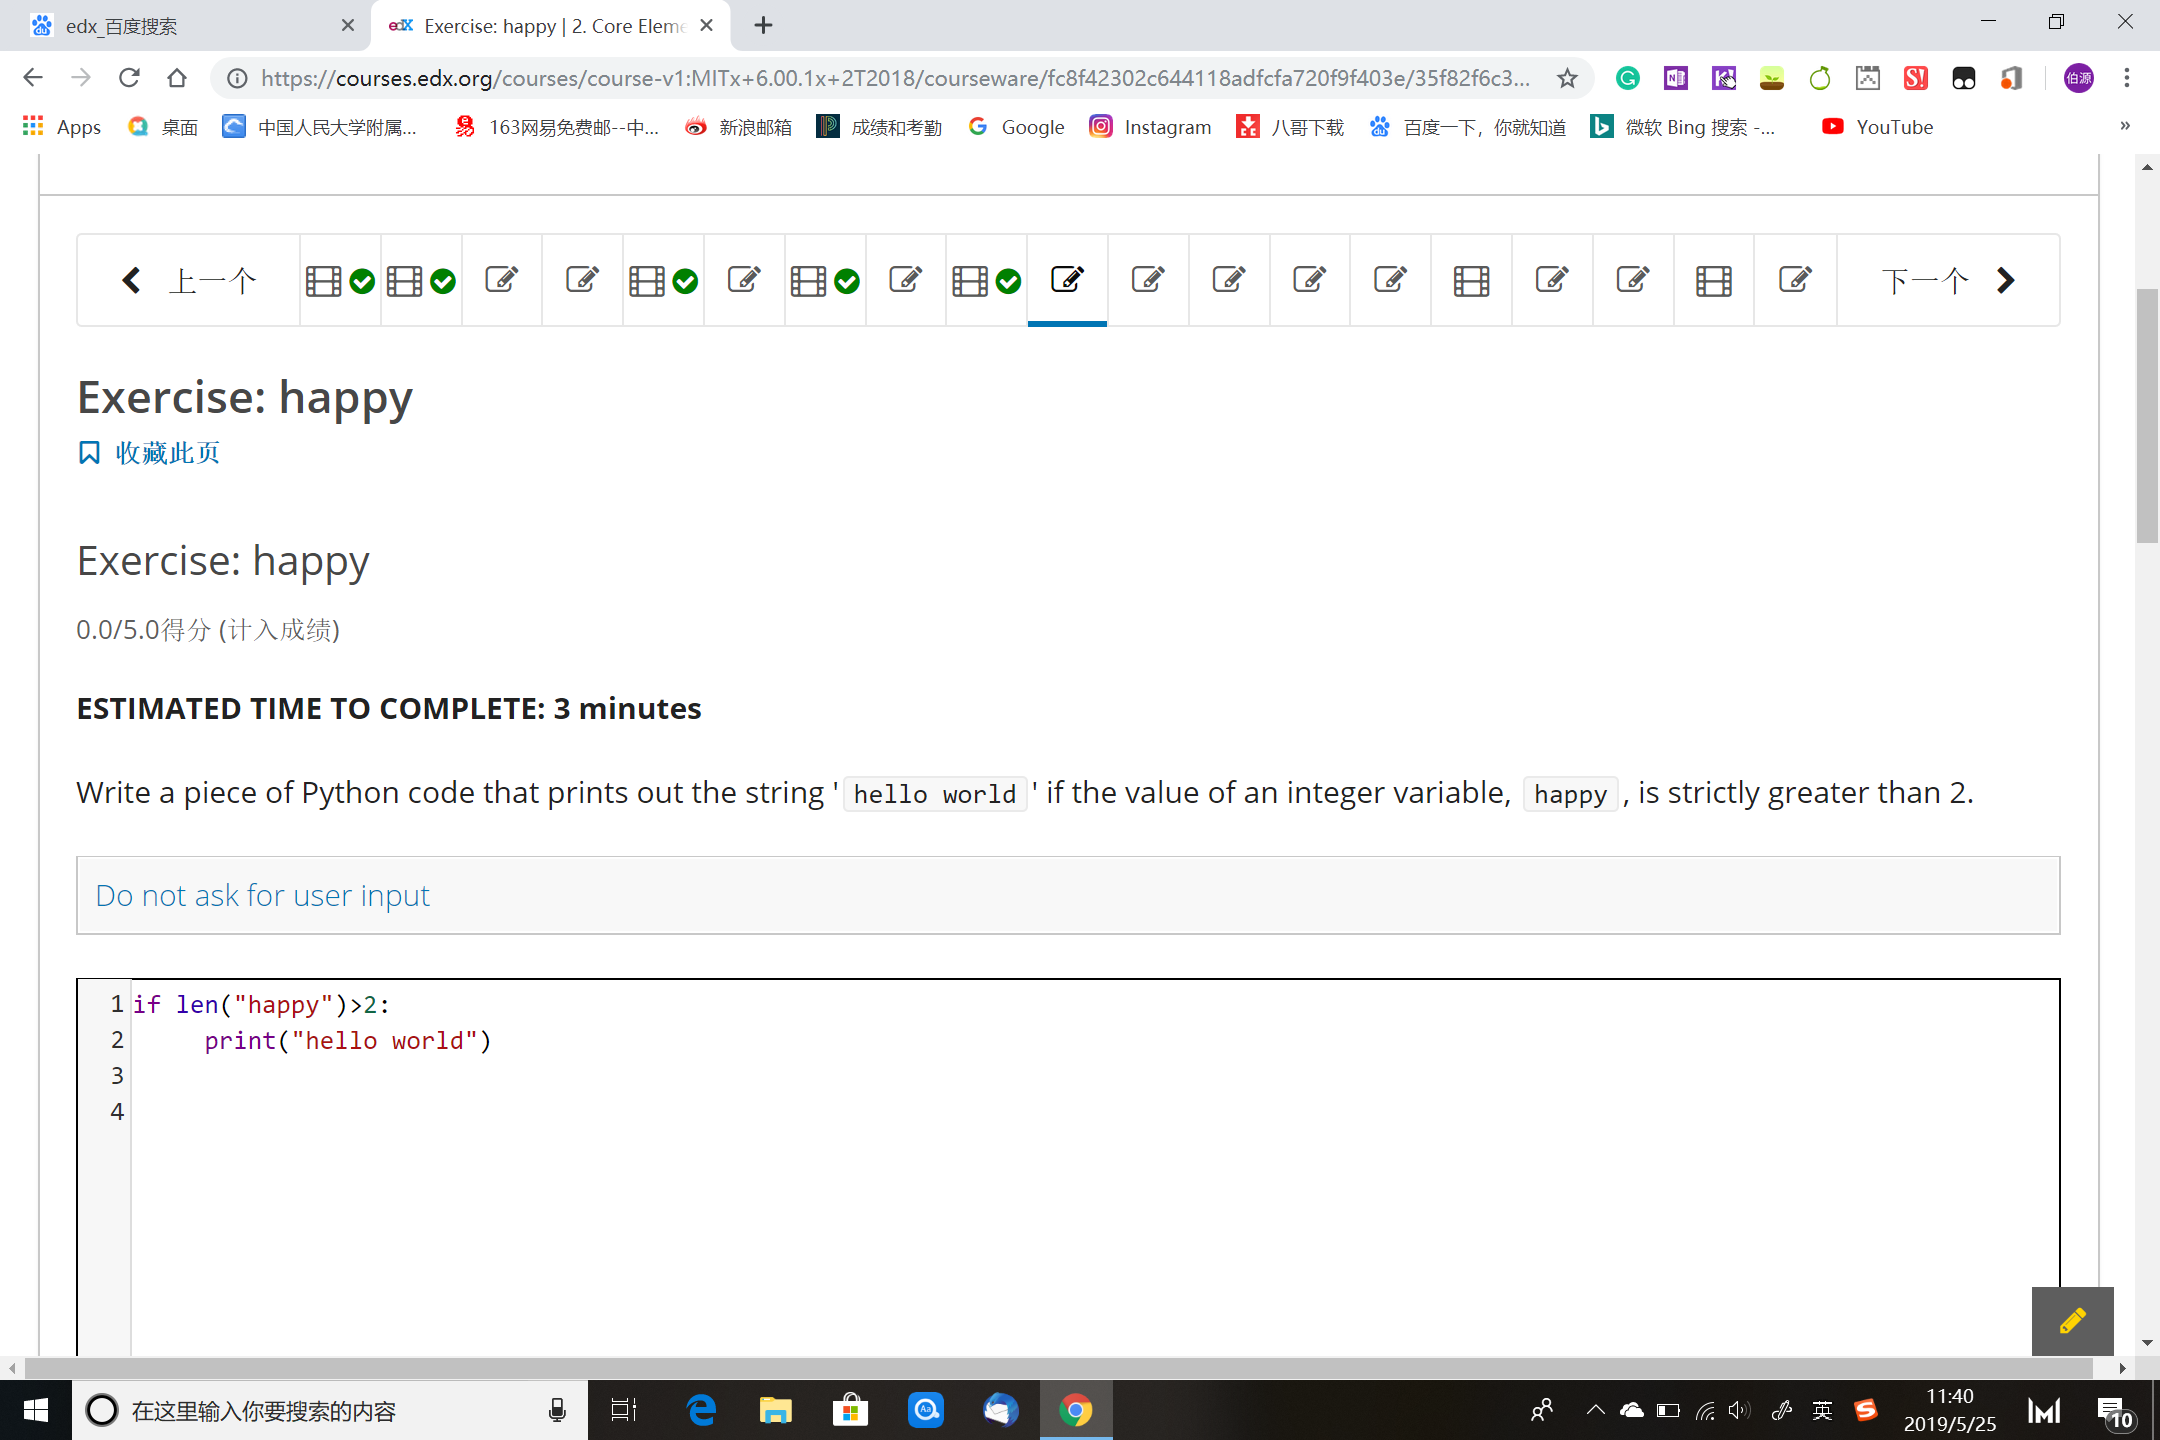 edx_百度搜索
edX Exercise: happy | 2. Core Eleme
https://courses.edx.org/courses/course-v1:MITx+6.00.1x+2T2018/courseware/fc8f42302c644118adfcfa720f9f403e/35f82f6c3...
伯源
Apps 桌面 中国人民大学附属... 163网易免费邮--中... 新浪邮箱 成绩和考勤 Google Instagram 八哥下载 百度一下，你就知道 微软 Bing 搜索 -... YouTube »
上一个 下一个
Exercise: happy
收藏此页
Exercise: happy
0.0/5.0得分 (计入成绩)
ESTIMATED TIME TO COMPLETE: 3 minutes
Write a piece of Python code that prints out the string 'hello world' if the value of an integer variable, happy, is strictly greater than 2.
Do not ask for user input
1 if len("happy")>2:
2 print("hello world")
3
4
在这里输入你要搜索的内容
英
11:40
2019/5/25
10